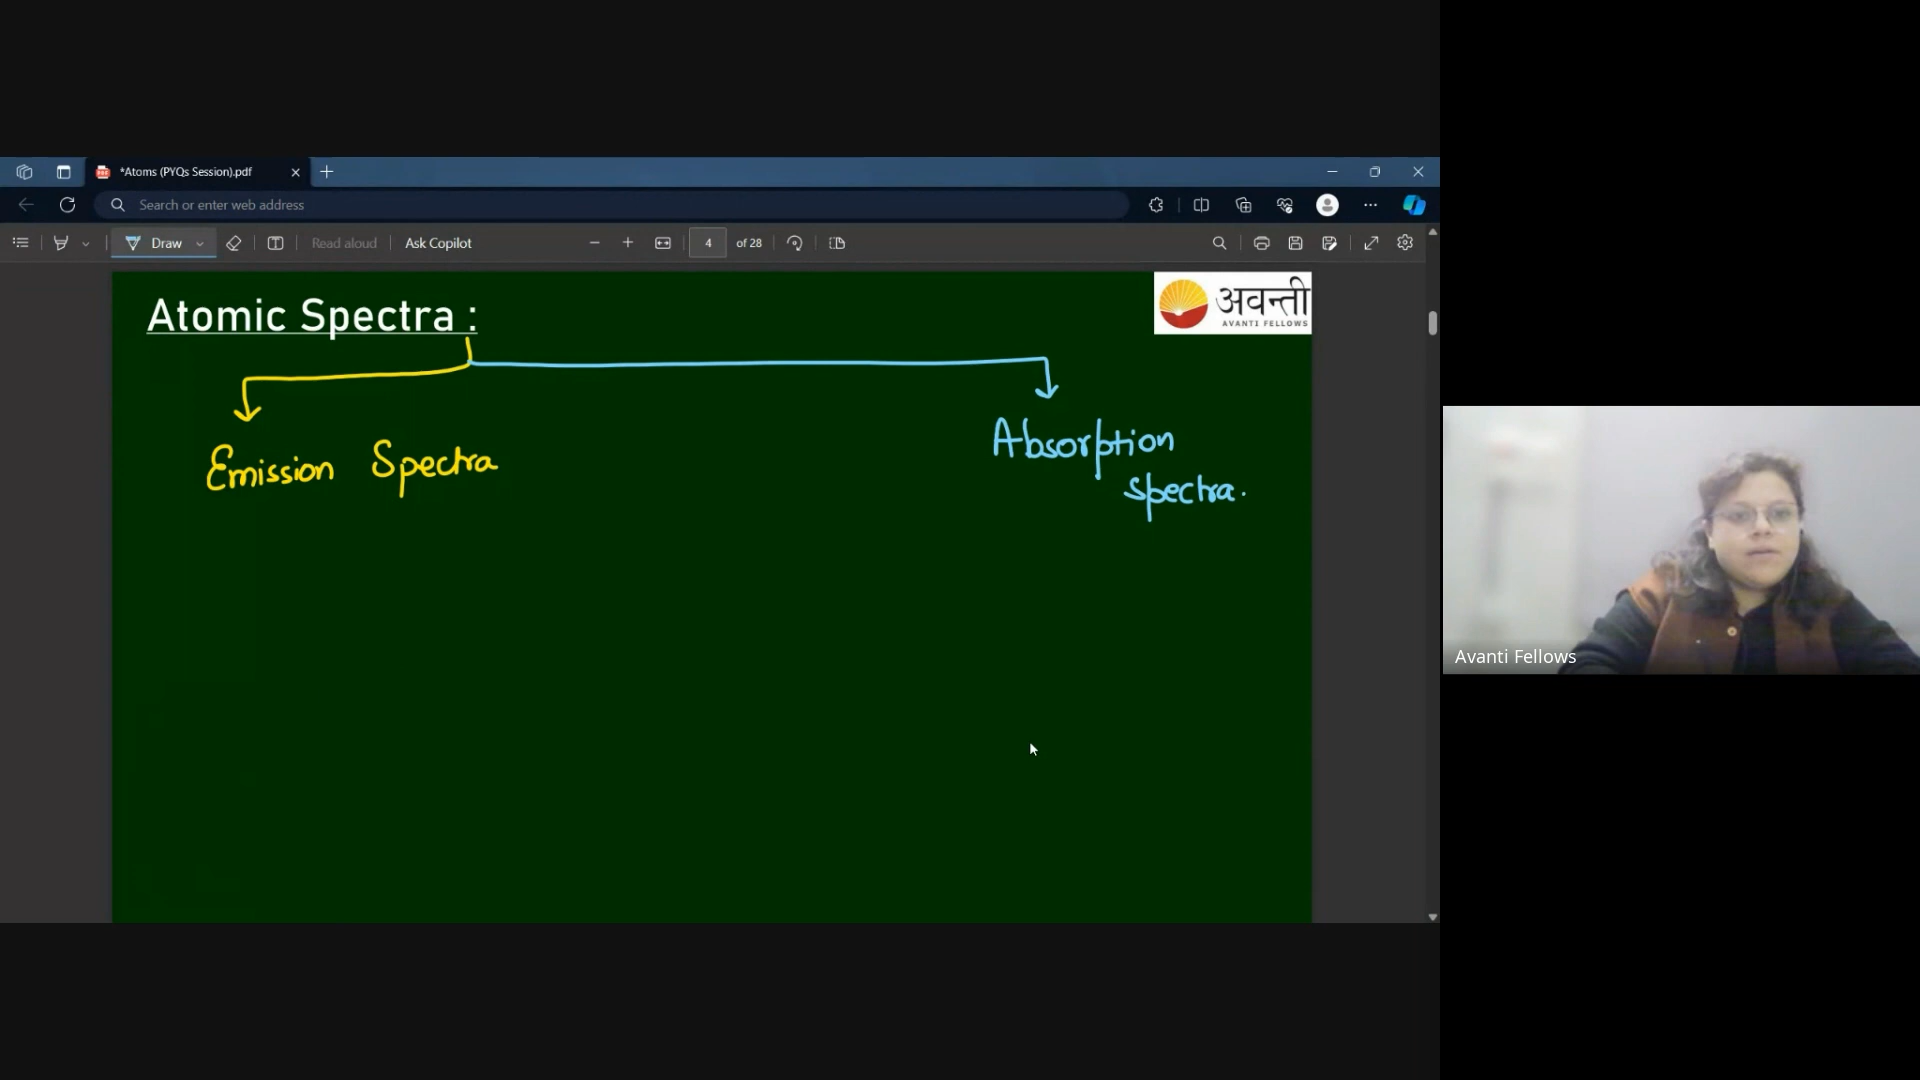 *Atoms (PYQs Session).pdf
Search or enter web address
Draw
Read aloud
Ask Copilot
4
of 28
Atomic Spectra :
अवन्ती
AVANTI FELLOWS
Emission Spectra
Absorption
spectra.
Avanti Fellows